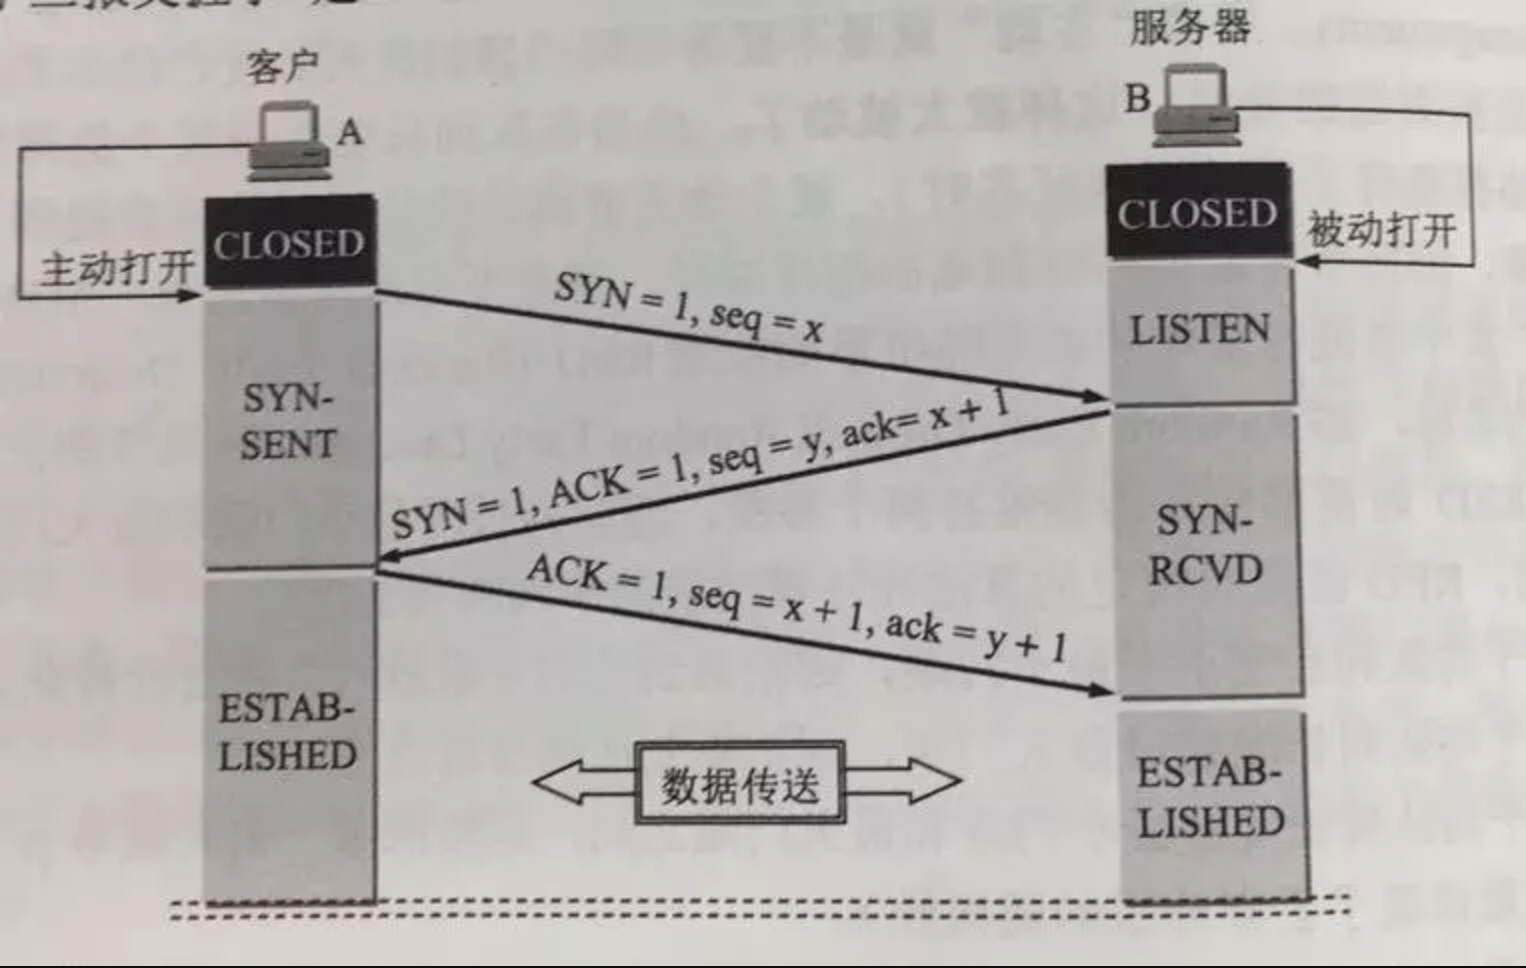 客户
A
服务器
B
CLOSED
CLOSED
主动打开
被动打开
SYN = 1, seq = x
LISTEN
SYN-
SENT
SYN = 1, ACK = 1, seq = y, ack= x + 1
SYN-
RCVD
ACK = 1, seq = x + 1, ack = y + 1
ESTAB-
LISHED
数据传送
ESTAB-
LISHED